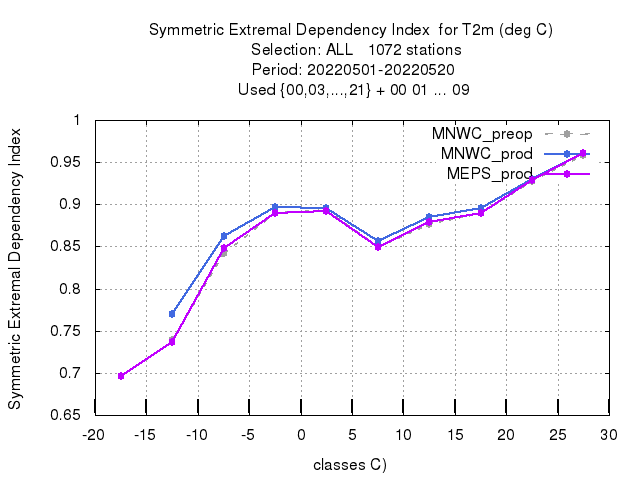 Symmetric Extremal Dependency Index  for T2m (deg C)
Selection: ALL   1072 stations
Period: 20220501-20220520
Used {00,03,...,21} + 00 01 ... 09
MNWC_preop
MNWC_prod
MEPS_prod
Symmetric Extremal Dependency Index
1
0.95
0.9
0.85
0.8
0.75
0.7
0.65
-20 -15 -10 -5 0 5 10 15 20 25 30
classes C)